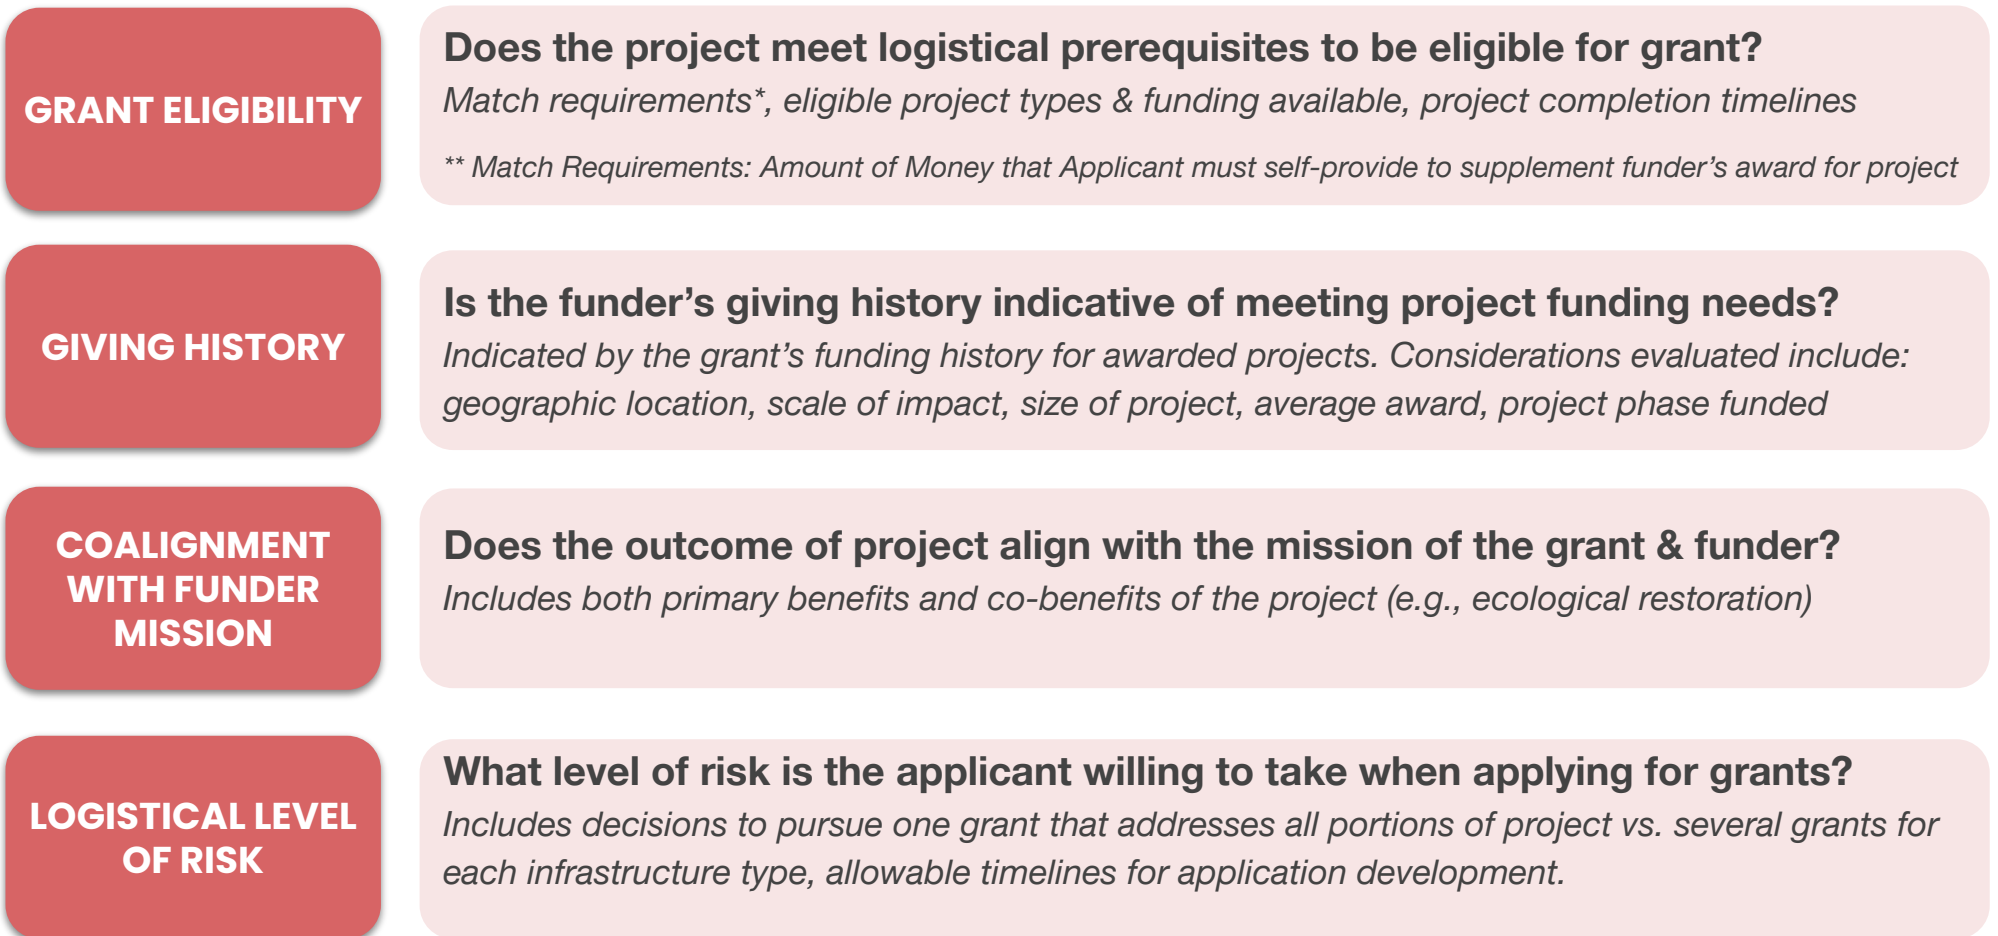 GRANT ELIGIBILITY
Does the project meet logistical prerequisites to be eligible for grant?
Match requirements*, eligible project types & funding available, project completion timelines
** Match Requirements: Amount of Money that Applicant must self-provide to supplement funder’s award for project
GIVING HISTORY
Is the funder’s giving history indicative of meeting project funding needs?
Indicated by the grant’s funding history for awarded projects. Considerations evaluated include:
geographic location, scale of impact, size of project, average award, project phase funded
COALIGNMENT
WITH FUNDER
MISSION
Does the outcome of project align with the mission of the grant & funder?
Includes both primary benefits and co-benefits of the project (e.g., ecological restoration)
LOGISTICAL LEVEL
OF RISK
What level of risk is the applicant willing to take when applying for grants?
Includes decisions to pursue one grant that addresses all portions of project vs. several grants for
each infrastructure type, allowable timelines for application development.